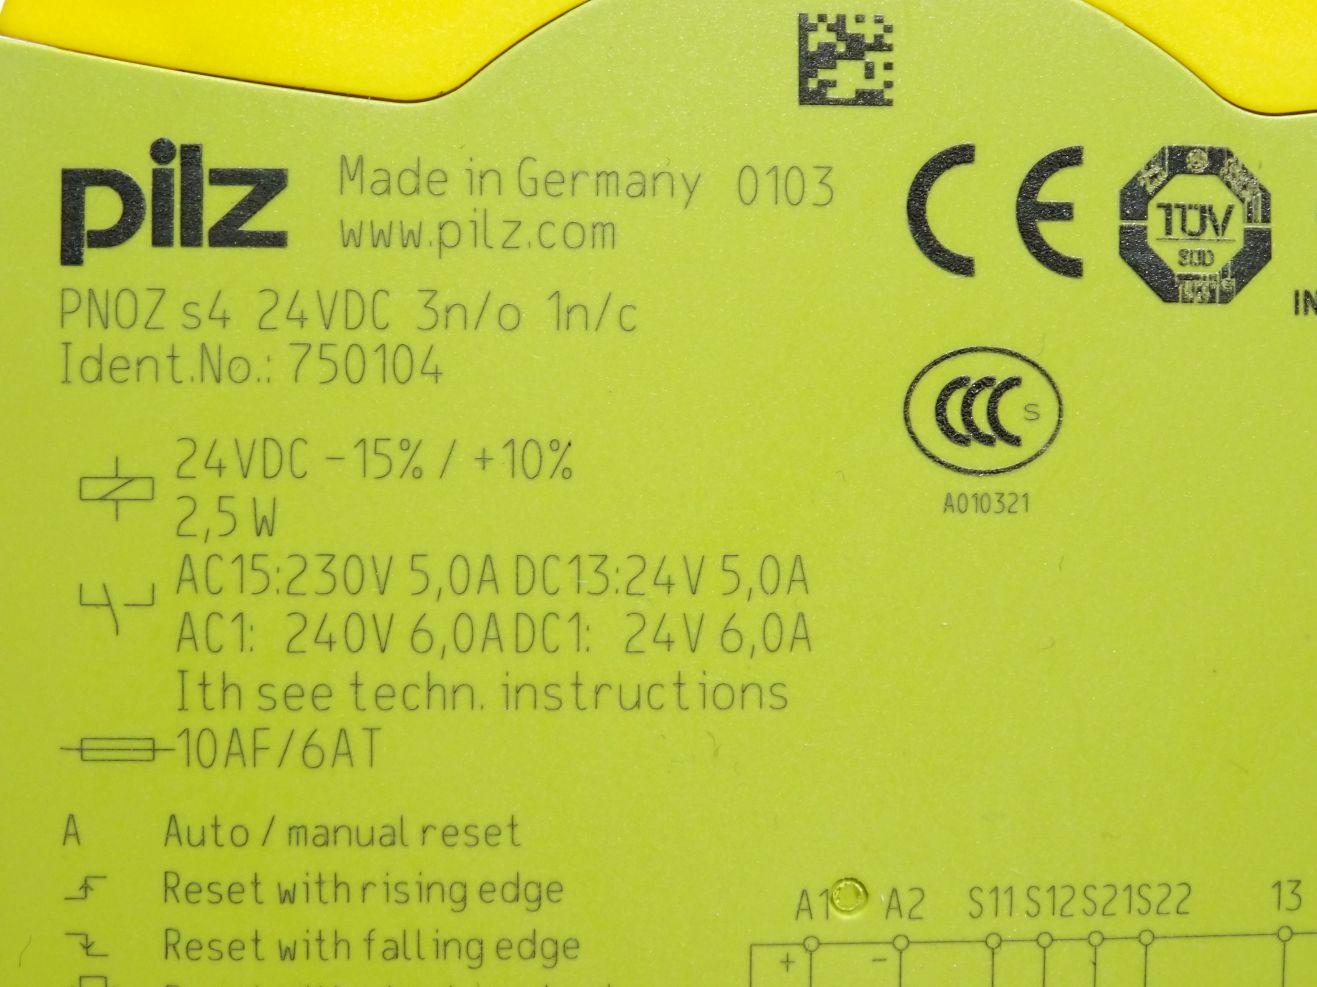 pilz
Made in Germany 0103
www.pilz.com
CE
TÜV
SÜD
IN
PNOZ s4 24VDC 3n/o 1n/c
Ident.No.: 750104
CCC S
A010321
24VDC -15% / +10%
2,5 W
AC15:230V 5,0A DC13:24V 5,0A
AC1: 240V 6,0A DC1: 24V 6,0A
Ith see techn. instructions
10AF/6AT
A Auto / manual reset
Reset with rising edge
Reset with falling edge
A1 A2 S11 S12 S21 S22 13
+ -